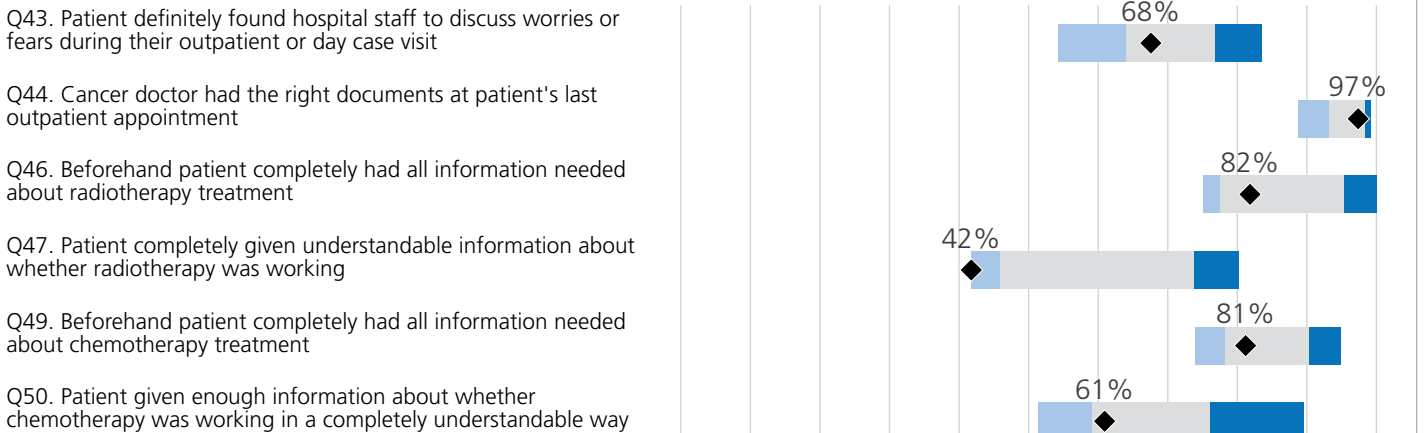 Q43. Patient definitely found hospital staff to discuss worries or
fears during their outpatient or day case visit
68%
Q44. Cancer doctor had the right documents at patient's last
outpatient appointment
97%
Q46. Beforehand patient completely had all information needed
about radiotherapy treatment
82%
Q47. Patient completely given understandable information about
whether radiotherapy was working
42%
Q49. Beforehand patient completely had all information needed
about chemotherapy treatment
81%
Q50. Patient given enough information about whether
chemotherapy was working in a completely understandable way
61%